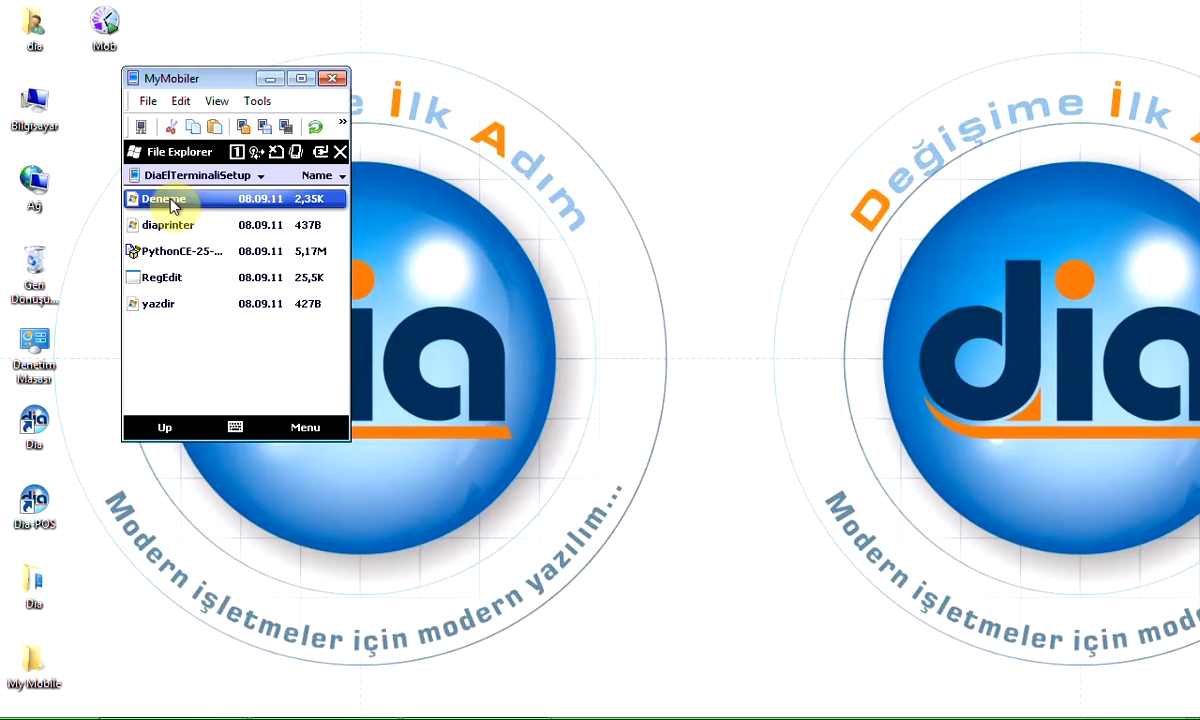 dia
Mob
Bilgisayar
Ağ
Geri
Dönüşü...
Denetim
Masası
Dia
Dia-POS
Dia
My Mobile
MyMobiler
File Edit View Tools
»
File Explorer
DiaElTerminaliSetup Name
Deneme 08.09.11 2,35K
diaprinter 08.09.11 437B
PythonCE-25-... 08.09.11 5,17M
RegEdit 08.09.11 25,5K
yazdir 08.09.11 427B
Up Menu
e İlk Adım
ia
Modern işletmeler için modern yazılım...
Değişime İlk A
dia
Modern işletmeler için mod